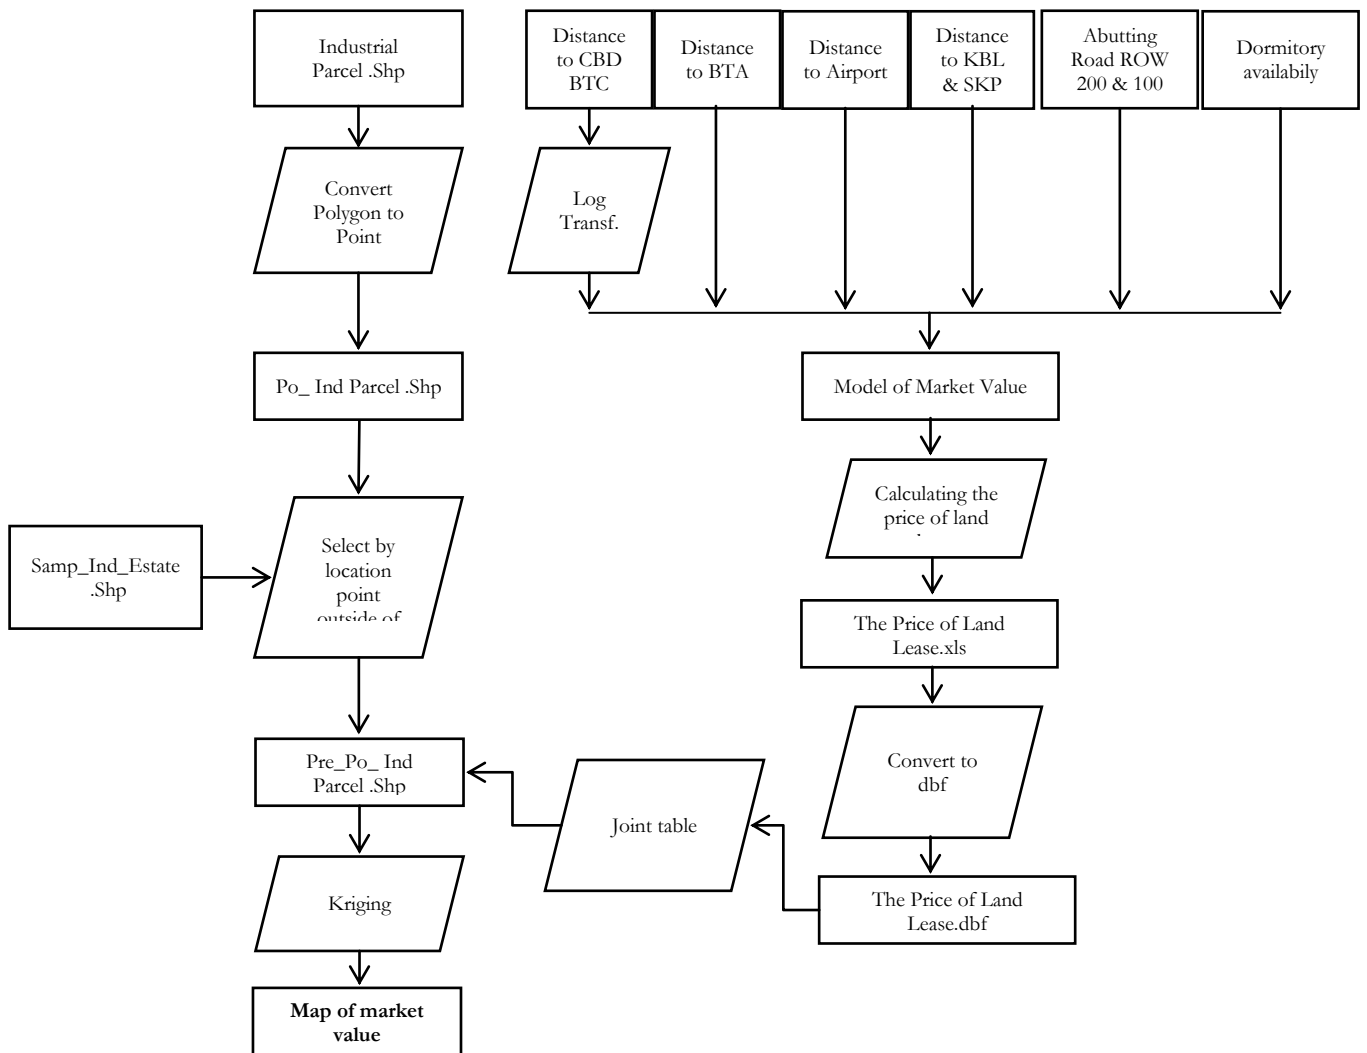 Industrial
Parcel .Shp
Distance
to CBD
BTC
Distance
to BTA
Distance
to Airport
Distance
to KBL
& SKP
Abutting
Road ROW
200 & 100
Dormitory
availabily
Convert
Polygon to
Point
Log
Transf.
Po_ Ind Parcel .Shp
Model of Market Value
Calculating the
price of land
Samp_Ind_Estate
.Shp
Select by
location
point
outside of
The Price of Land
Lease.xls
Pre_Po_ Ind
Parcel .Shp
Convert to
dbf
Joint table
Kriging
The Price of Land
Lease.dbf
Map of market
value